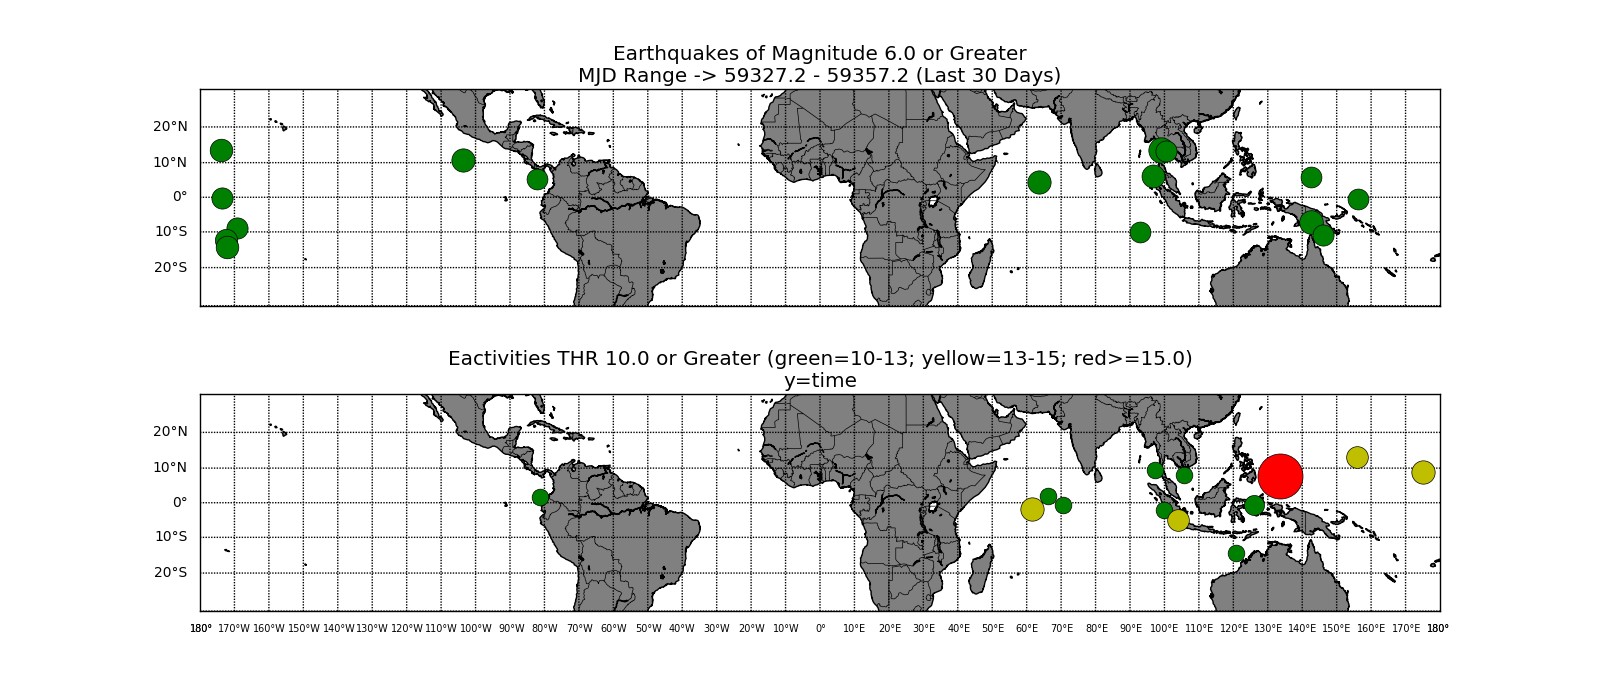 Earthquakes of Magnitude 6.0 or Greater
MJD Range -> 59327.2 - 59357.2 (Last 30 Days)
20°N
10°N
0°
10°S
20°S
Eactivities THR 10.0 or Greater (green=10-13; yellow=13-15; red>=15.0)
y=time
20°N
10°N
0°
10°S
20°S
180° 170°W 160°W 150°W 140°W 130°W 120°W 110°W 100°W 90°W 80°W 70°W 60°W 50°W 40°W 30°W 20°W 10°W 0° 10°E 20°E 30°E 40°E 50°E 60°E 70°E 80°E 90°E 100°E 110°E 120°E 130°E 140°E 150°E 160°E 170°E 180°